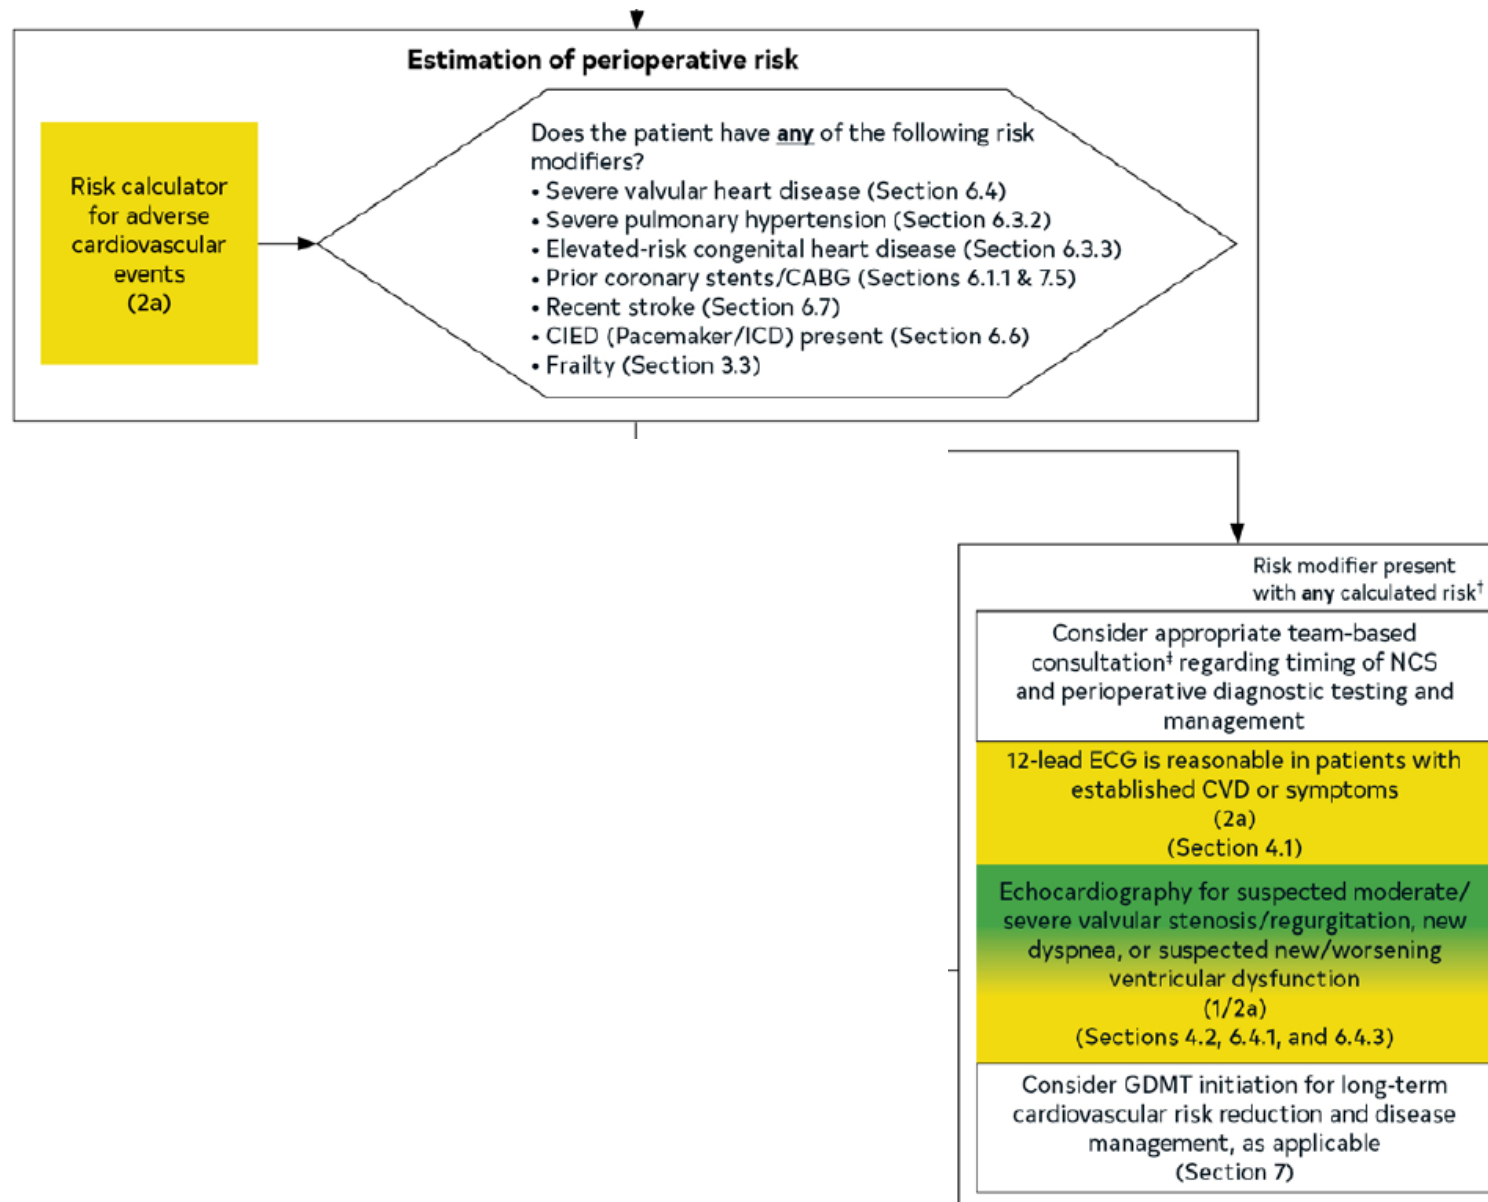 Estimation of perioperative risk
Risk calculator
for adverse
cardiovascular
events
(2a)
Does the patient have any of the following risk
modifiers?
• Severe valvular heart disease (Section 6.4)
• Severe pulmonary hypertension (Section 6.3.2)
• Elevated-risk congenital heart disease (Section 6.3.3)
• Prior coronary stents/CABG (Sections 6.1.1 & 7.5)
• Recent stroke (Section 6.7)
• CIED (Pacemaker/ICD) present (Section 6.6)
• Frailty (Section 3.3)
Risk modifier present
with any calculated risk†
Consider appropriate team-based
consultation‡ regarding timing of NCS
and perioperative diagnostic testing and
management
12-lead ECG is reasonable in patients with
established CVD or symptoms
(2a)
(Section 4.1)
Echocardiography for suspected moderate/
severe valvular stenosis/regurgitation, new
dyspnea, or suspected new/worsening
ventricular dysfunction
(1/2a)
(Sections 4.2, 6.4.1, and 6.4.3)
Consider GDMT initiation for long-term
cardiovascular risk reduction and disease
management, as applicable
(Section 7)